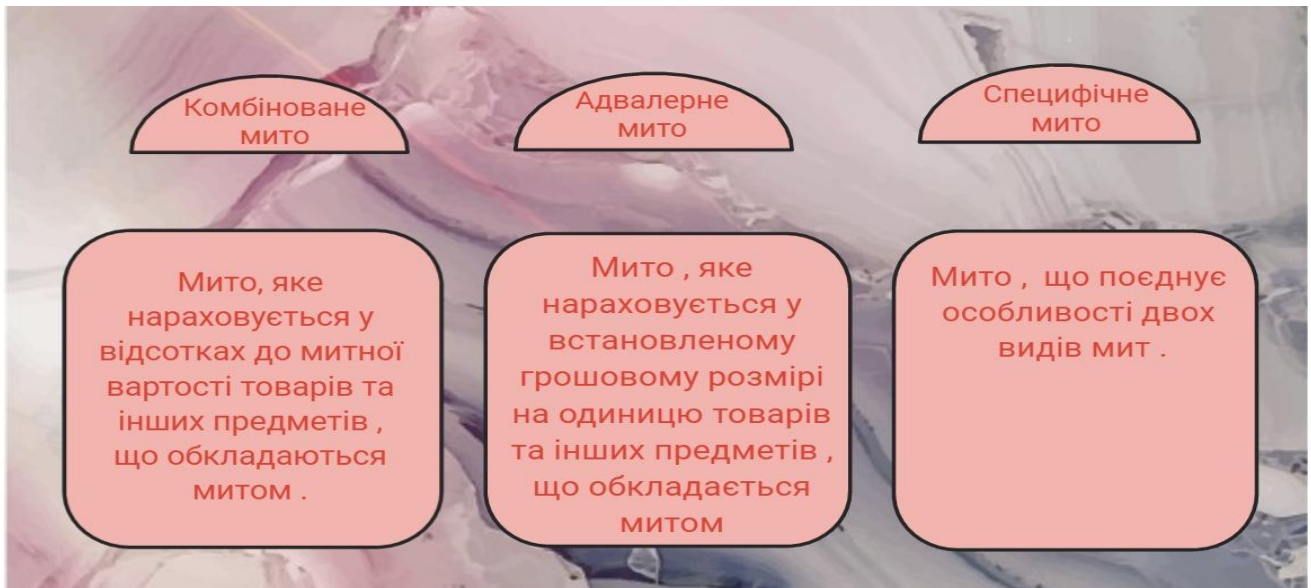 Комбіноване
мито
Адвалерне
мито
Специфічне
мито
Мито, яке
нараховується у
відсотках до митної
вартості товарів та
інших предметів ,
що обкладаються
митом .
Мито , яке
нараховується у
встановленому
грошовому розмірі
на одиницю товарів
та інших предметів ,
що обкладається
митом
Мито ,  що поєднує
особливості двох
видів мит .